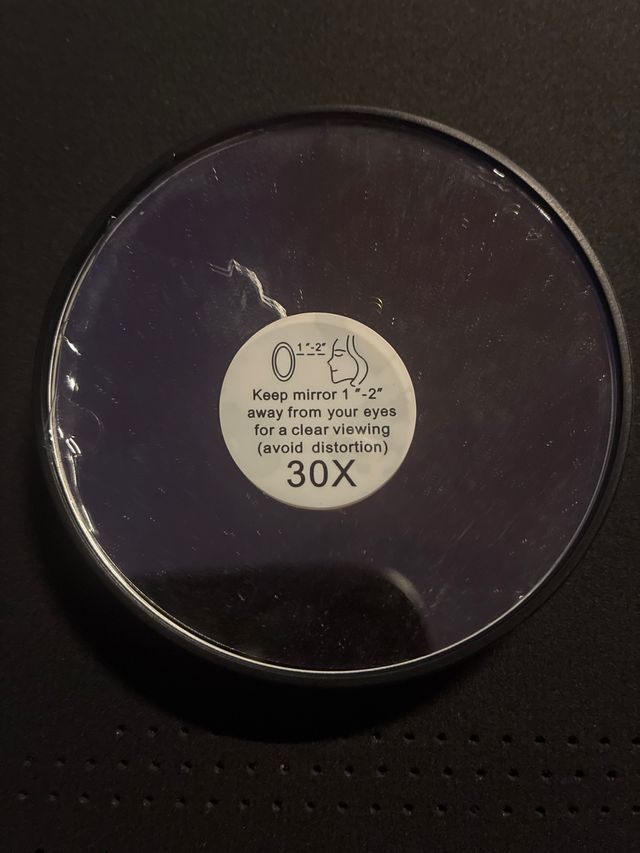 1"-2"
Keep mirror 1"-2"
away from your eyes
for a clear viewing
(avoid distortion)
30X